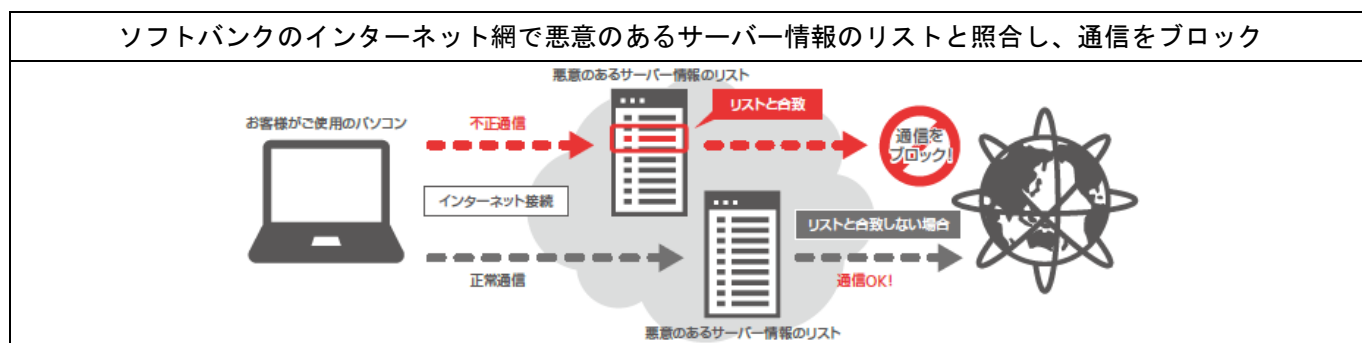 ソフトバンクのインターネット網で悪意のあるサーバー情報のリストと照合し、通信をブロック
悪意のあるサーバー情報のリスト
リストと合致
お客様がご使用のパソコン
不正通信
通信を
ブロック!
インターネット接続
リストと合致しない場合
正常通信
通信OK!
悪意のあるサーバー情報のリスト